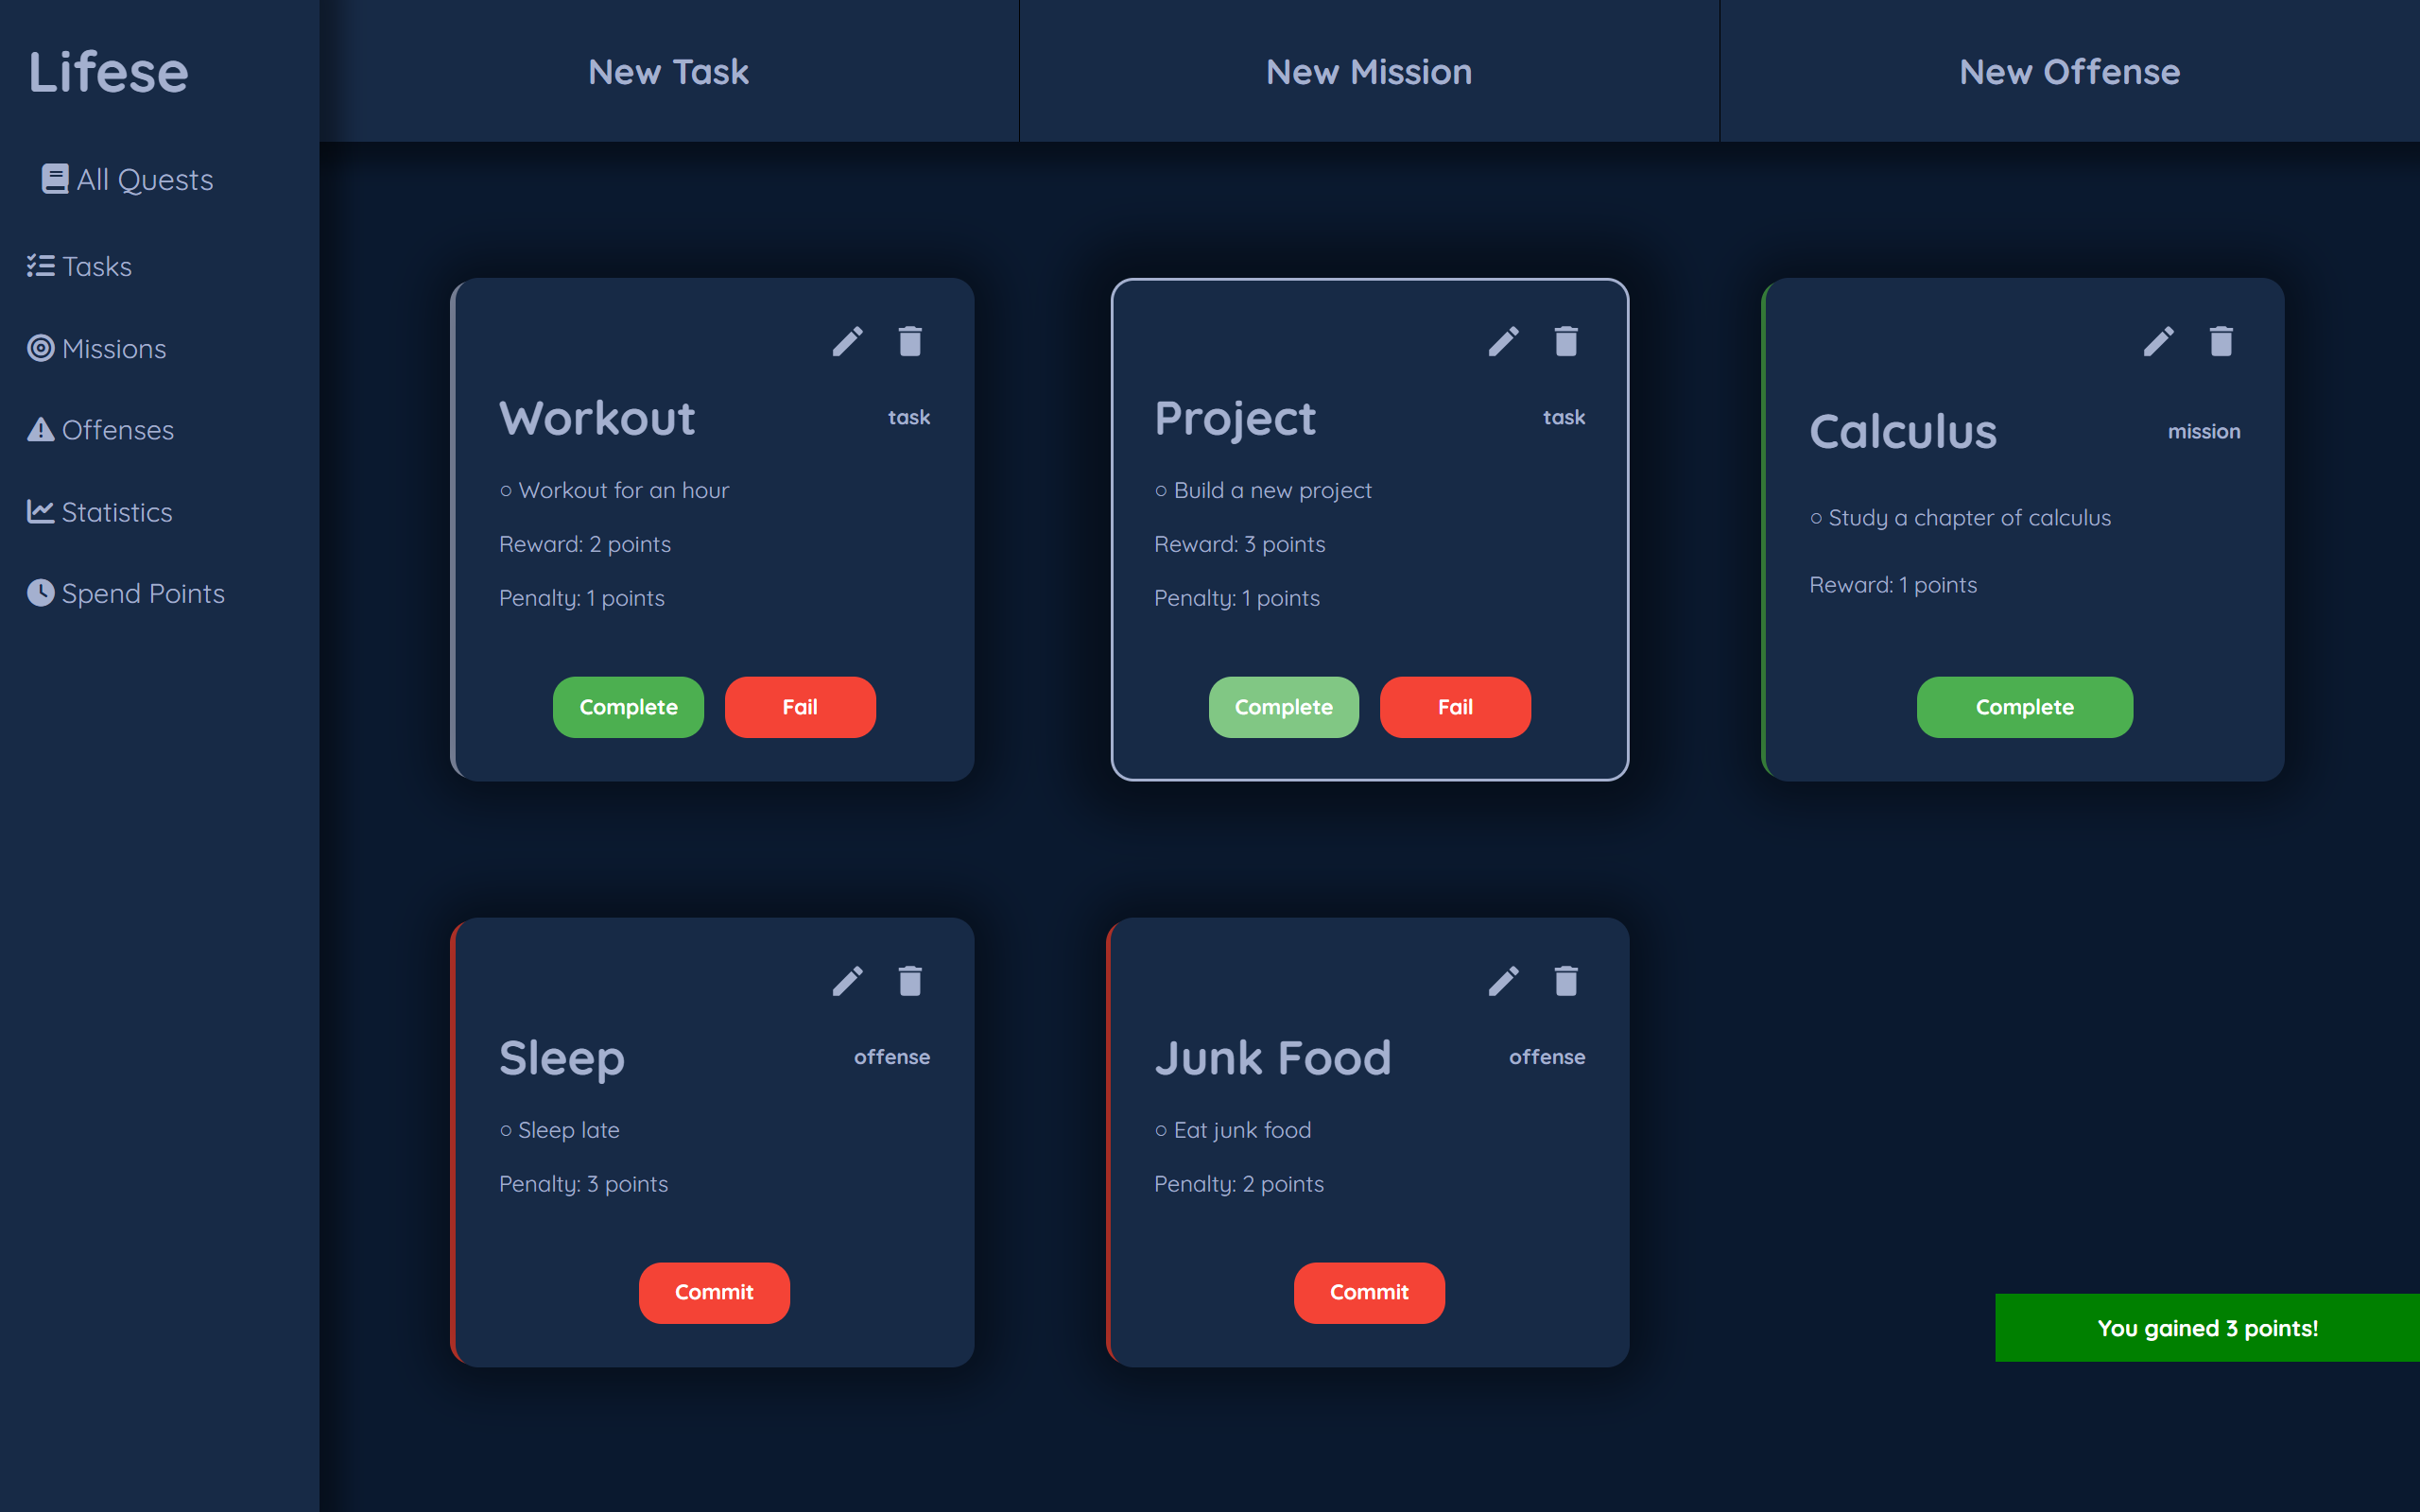 Lifese
All Quests
Tasks
Missions
Offenses
Statistics
Spend Points
New Task
New Mission
New Offense
Workout
task
○ Workout for an hour
Reward: 2 points
Penalty: 1 points
Complete
Fail
Project
task
○ Build a new project
Reward: 3 points
Penalty: 1 points
Complete
Fail
Calculus
mission
○ Study a chapter of calculus
Reward: 1 points
Complete
Sleep
offense
○ Sleep late
Penalty: 3 points
Commit
Junk Food
offense
○ Eat junk food
Penalty: 2 points
Commit
You gained 3 points!